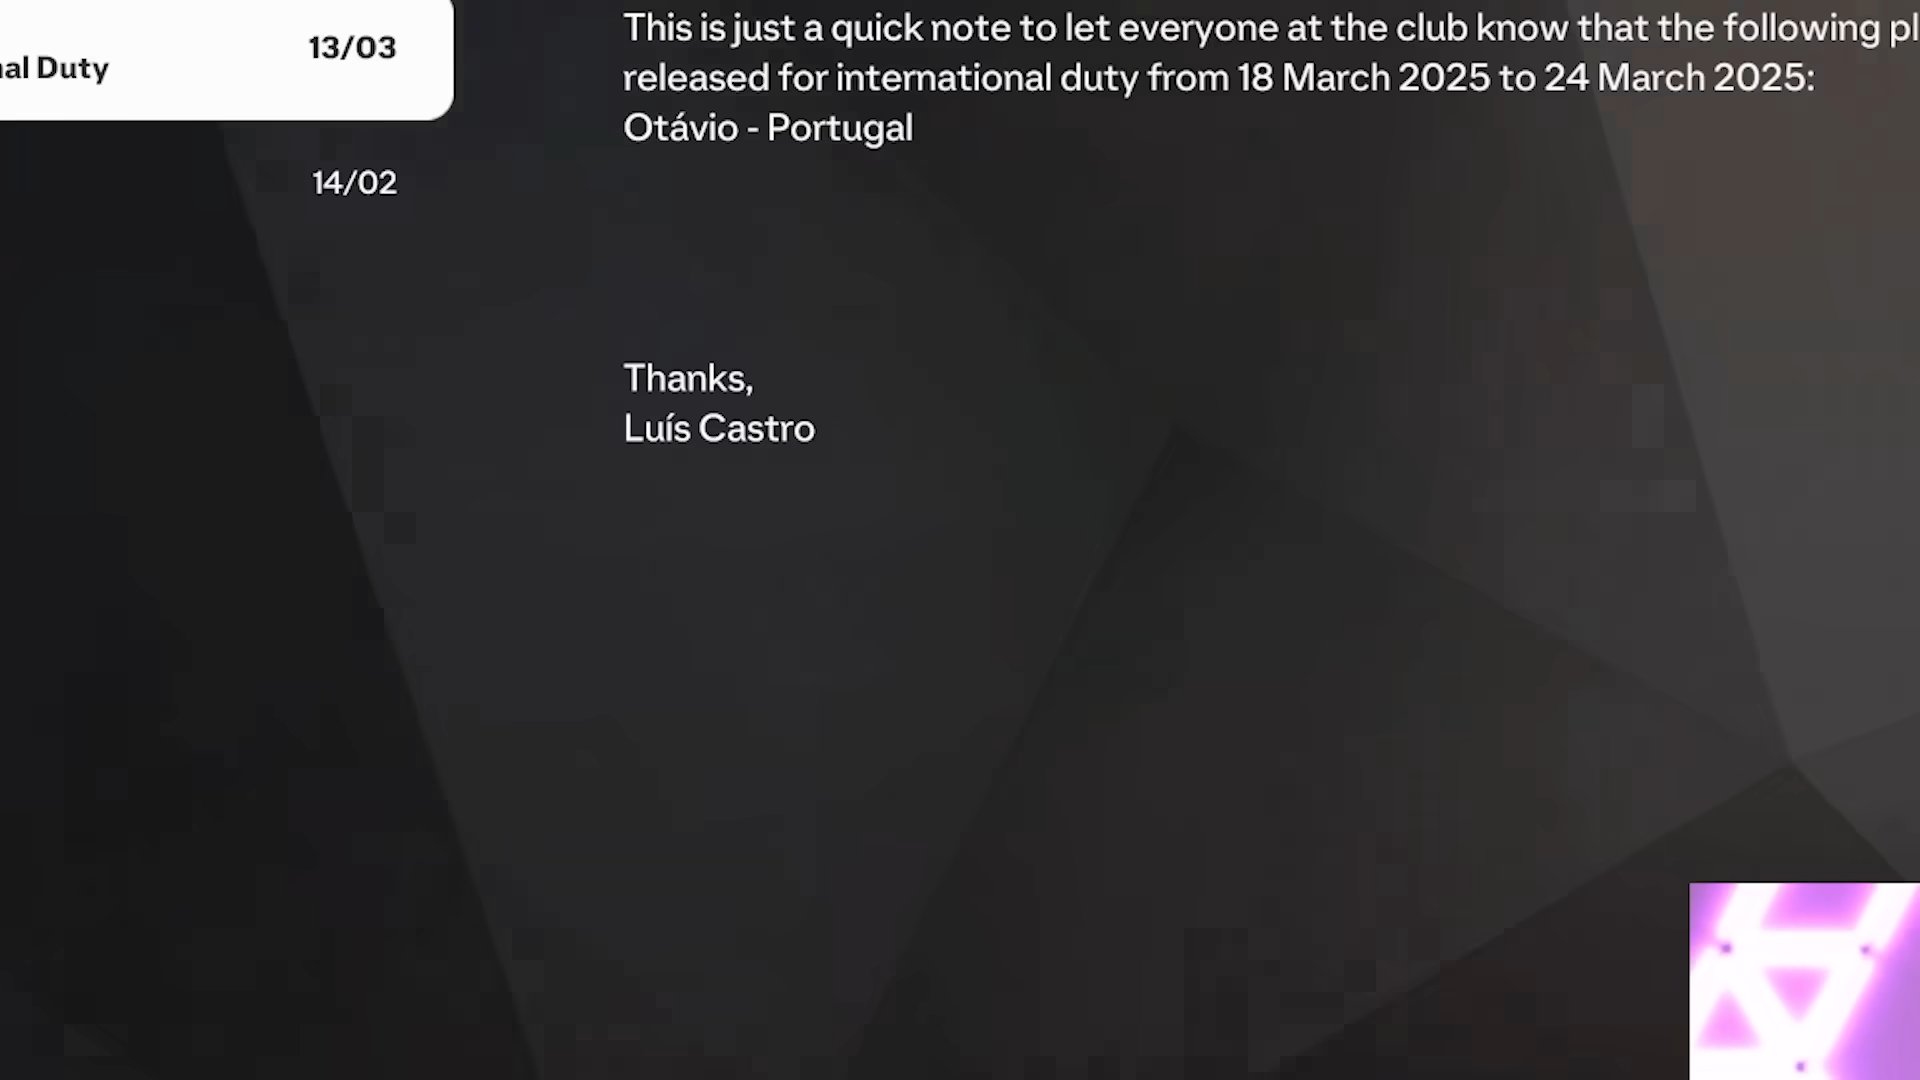 13/03
nal Duty
14/02
This is just a quick note to let everyone at the club know that the following pl
released for international duty from 18 March 2025 to 24 March 2025:
Otávio - Portugal
Thanks,
Luís Castro